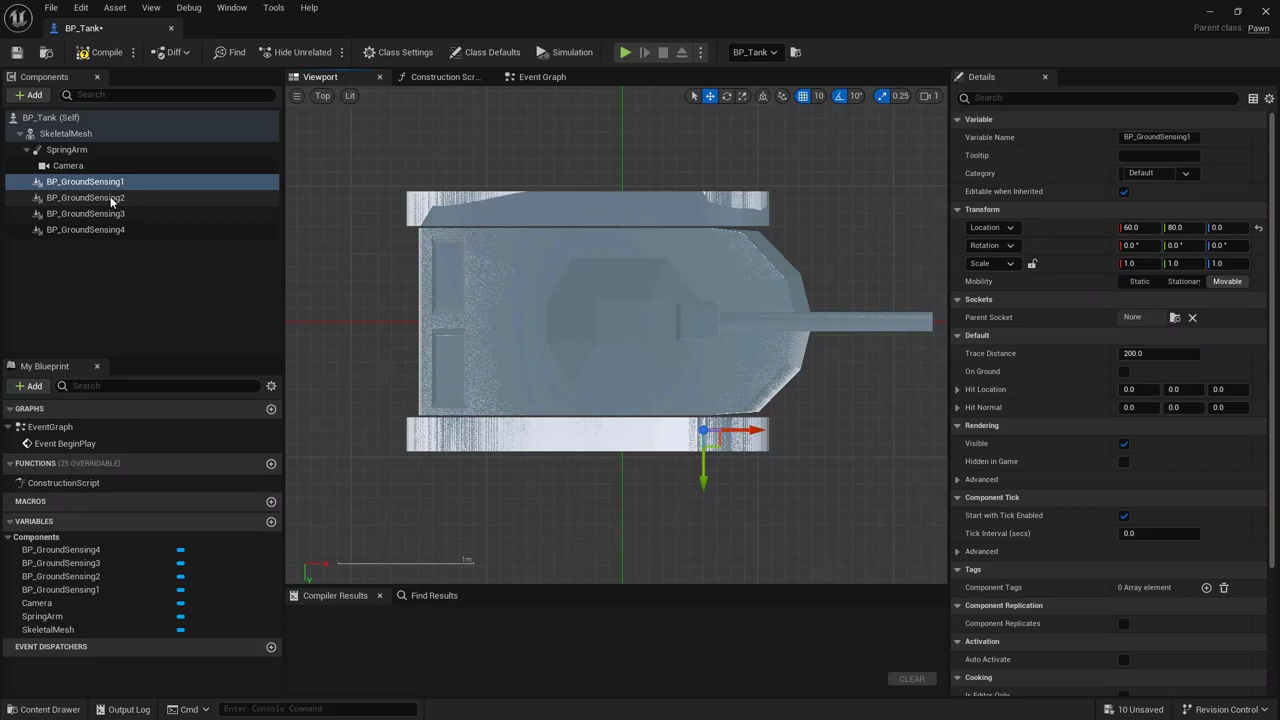 File Edit Asset View Debug Window Tools Help
BP_Tank•
Parent class: Pawn
Compile Diff Find Hide Unrelated Class Settings Class Defaults Simulation BP_Tank
Components
Add Search
BP_Tank (Self)
SkeletalMesh
SpringArm
Camera
BP_GroundSensing1
BP_GroundSensing2
BP_GroundSensing3
BP_GroundSensing4
My Blueprint
Add Search
GRAPHS
EventGraph
Event BeginPlay
FUNCTIONS (25 OVERRIDABLE)
ConstructionScript
MACROS
VARIABLES
Components
BP_GroundSensing4
BP_GroundSensing3
BP_GroundSensing2
BP_GroundSensing1
Camera
SpringArm
SkeletalMesh
EVENT DISPATCHERS
Viewport Construction Scr... Event Graph
Top Lit 10 10° 0.25 1
1m
X
Y
Compiler Results Find Results
CLEAR
Details
Search
Variable
Variable Name BP_GroundSensing1
Tooltip
Category Default
Editable when Inherited
Transform
Location 60.0 80.0 0.0
Rotation 0.0 ° 0.0 ° 0.0 °
Scale 1.0 1.0 1.0
Mobility Static Stationary Movable
Sockets
Parent Socket None
Default
Trace Distance 200.0
On Ground
Hit Location 0.0 0.0 0.0
Hit Normal 0.0 0.0 0.0
Rendering
Visible
Hidden in Game
Advanced
Component Tick
Start with Tick Enabled
Tick Interval (secs) 0.0
Advanced
Tags
Component Tags 0 Array element
Component Replication
Component Replicates
Activation
Auto Activate
Cooking
Is Editor Only
Content Drawer Output Log Cmd Enter Console Command 10 Unsaved Revision Control